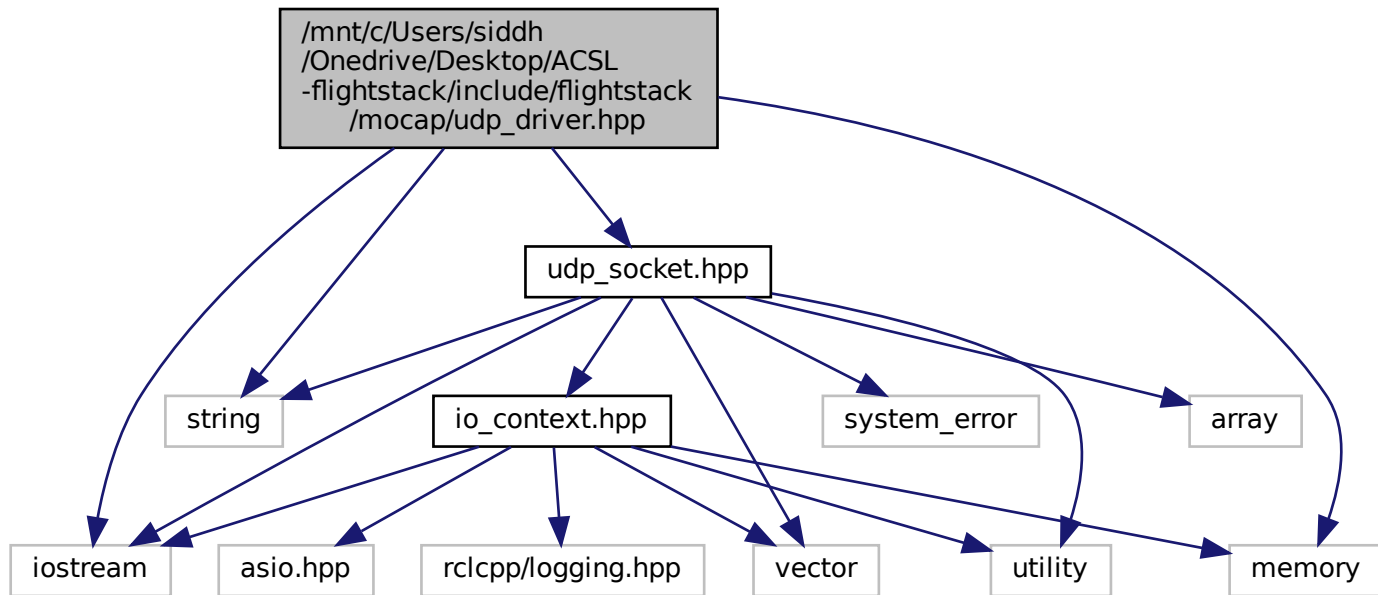 /mnt/c/Users/siddh
/Onedrive/Desktop/ACSL
-flightstack/include/flightstack
/mocap/udp_driver.hpp
udp_socket.hpp
string
io_context.hpp
system_error
array
iostream
asio.hpp
rclcpp/logging.hpp
vector
utility
memory